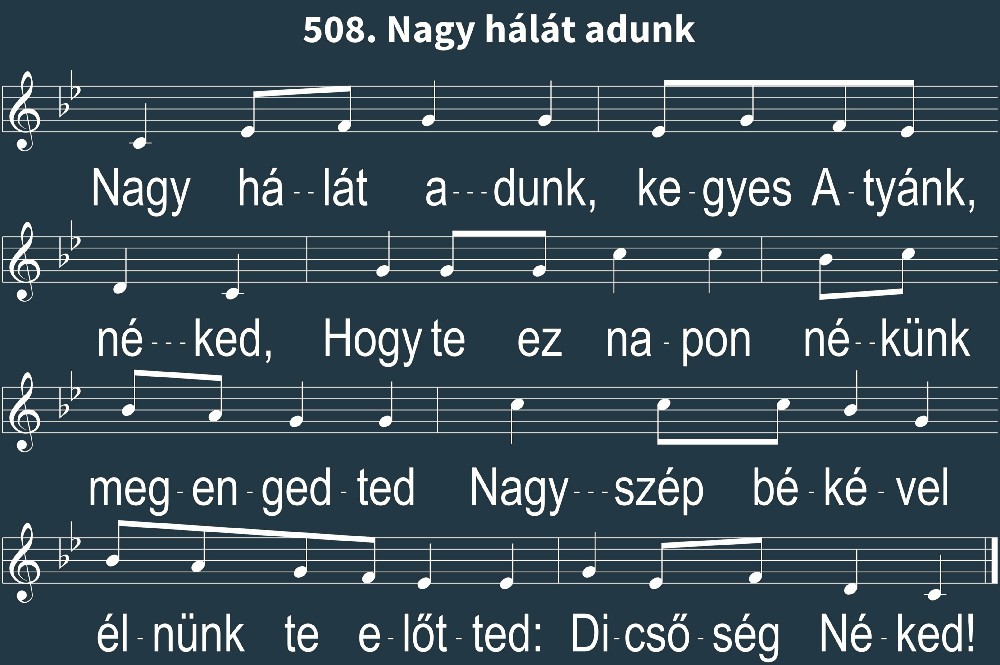 508. Nagy hálát adunk
Nagy há--lát a---dunk, ke-gyes A-tyánk,
né---ked, Hogy te ez na-pon né--künk
meg-en-ged-ted Nagy---szép bé-ké-vel
él-nünk te e-lőt-ted: Di-cső-ség Né-ked!